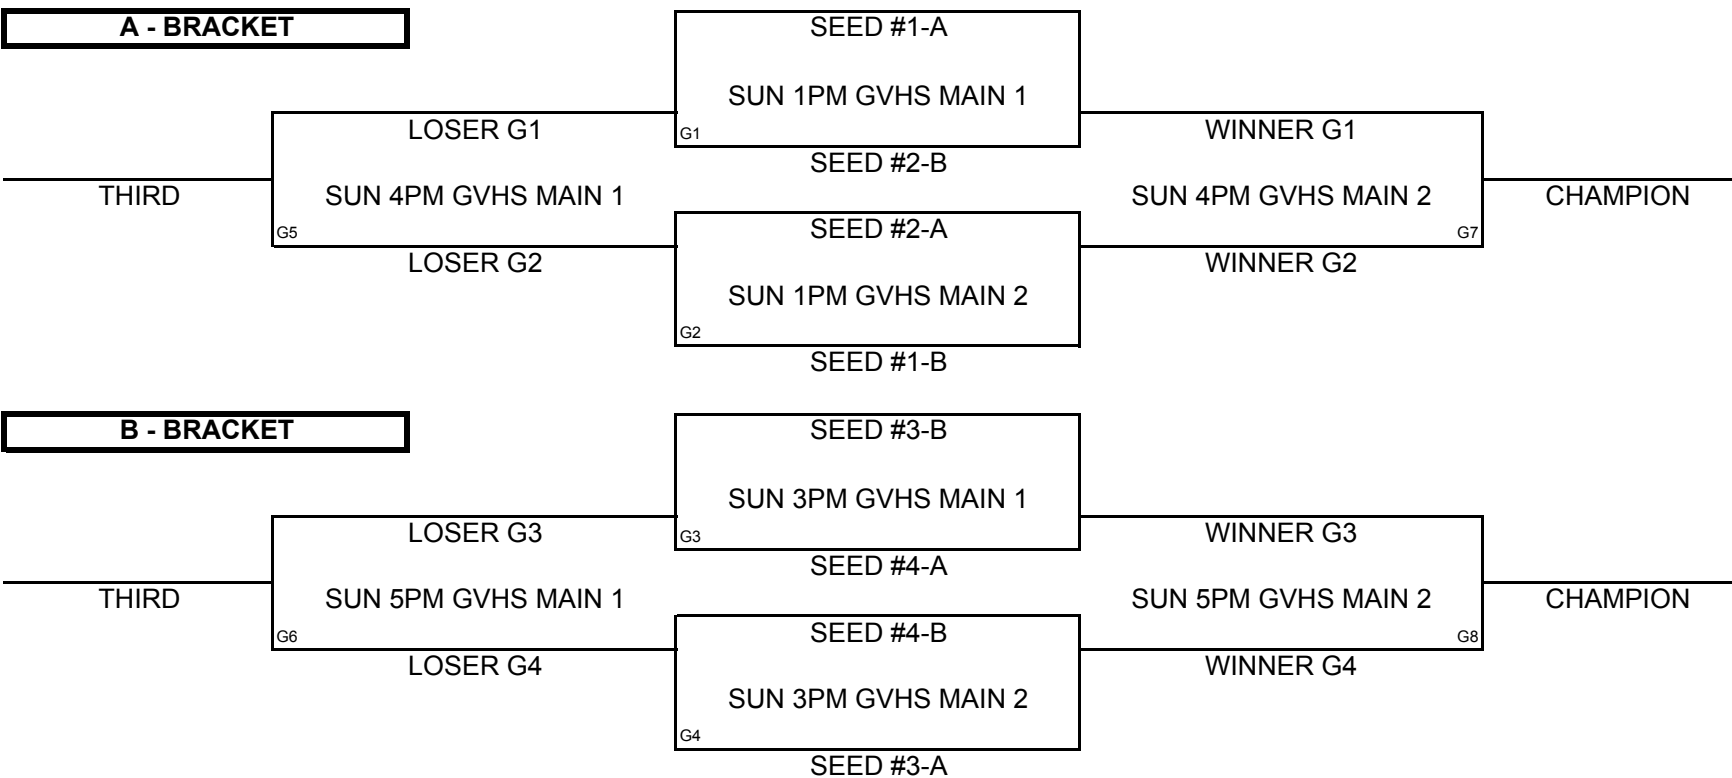 A - BRACKET
SEED #1-A
SUN 1PM GVHS MAIN 1
G1
SEED #2-B
LOSER G1
WINNER G1
THIRD
SUN 4PM GVHS MAIN 1
SUN 4PM GVHS MAIN 2
CHAMPION
G5
SEED #2-A
G7
LOSER G2
WINNER G2
SUN 1PM GVHS MAIN 2
G2
SEED #1-B
B - BRACKET
SEED #3-B
SUN 3PM GVHS MAIN 1
G3
SEED #4-A
LOSER G3
WINNER G3
THIRD
SUN 5PM GVHS MAIN 1
SUN 5PM GVHS MAIN 2
CHAMPION
G6
SEED #4-B
G8
LOSER G4
WINNER G4
SUN 3PM GVHS MAIN 2
G4
SEED #3-A